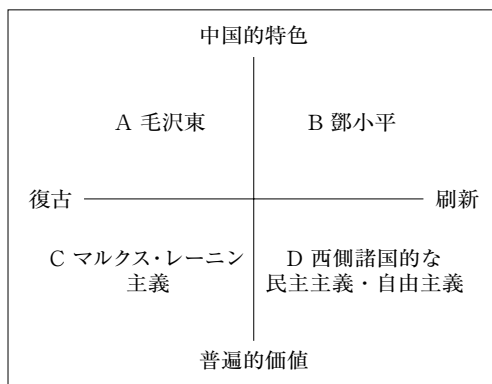 中国的特色
A 毛沢東
B 鄧小平
復古
刷新
C マルクス・レーニン
主義
D 西側諸国的な
民主主義・自由主義
普遍的価値